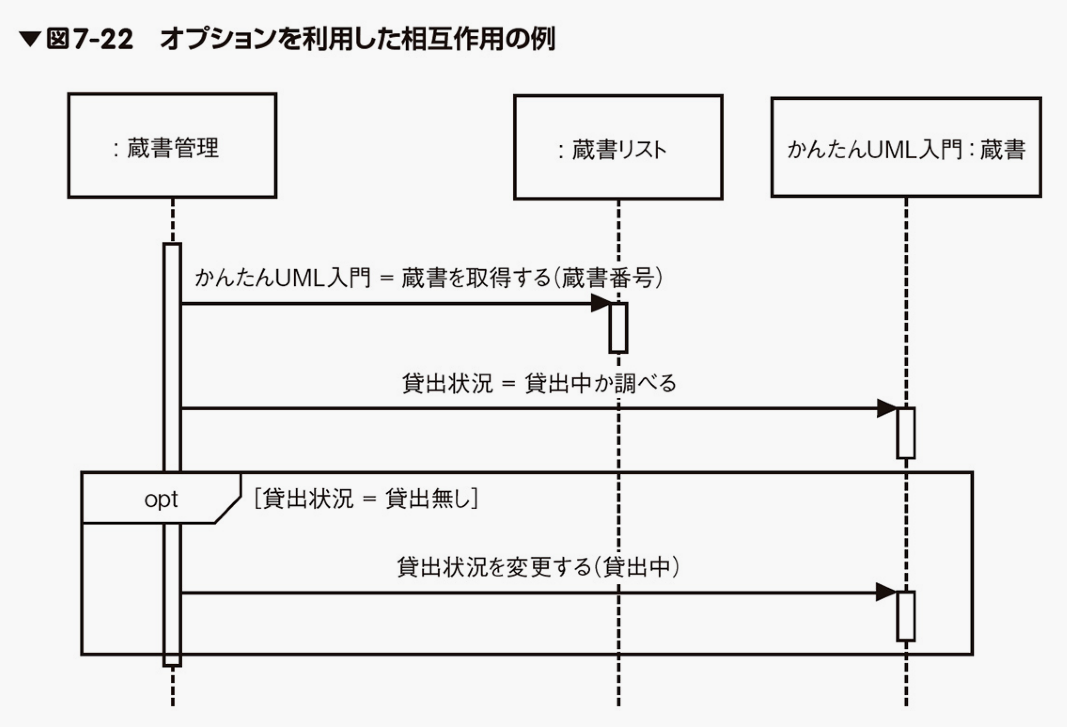 ▼図7-22　オプションを利用した相互作用の例
：蔵書管理
：蔵書リスト
かんたんUML入門：蔵書
かんたんUML入門 = 蔵書を取得する(蔵書番号)
貸出状況 = 貸出中か調べる
opt
[貸出状況 = 貸出無し]
貸出状況を変更する(貸出中)